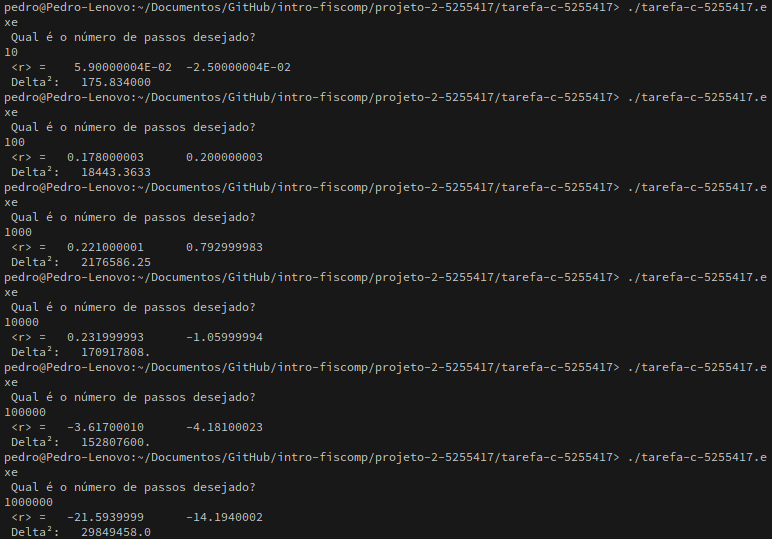 pedro@Pedro-Lenovo:~/Documentos/GitHub/intro-fiscomp/projeto-2-5255417/tarefa-c-5255417> ./tarefa-c-5255417.e
xe
 Qual é o número de passos desejado?
10
 <r> =    5.90000004E-02  -2.50000004E-02
 Delta²:   175.834000
pedro@Pedro-Lenovo:~/Documentos/GitHub/intro-fiscomp/projeto-2-5255417/tarefa-c-5255417> ./tarefa-c-5255417.e
xe
 Qual é o número de passos desejado?
100
 <r> =   0.178000003      0.200000003
 Delta²:   18443.3633
pedro@Pedro-Lenovo:~/Documentos/GitHub/intro-fiscomp/projeto-2-5255417/tarefa-c-5255417> ./tarefa-c-5255417.e
xe
 Qual é o número de passos desejado?
1000
 <r> =   0.221000001      0.792999983
 Delta²:   2176586.25
pedro@Pedro-Lenovo:~/Documentos/GitHub/intro-fiscomp/projeto-2-5255417/tarefa-c-5255417> ./tarefa-c-5255417.e
xe
 Qual é o número de passos desejado?
10000
 <r> =   0.231999993      -1.05999994
 Delta²:   170917808.
pedro@Pedro-Lenovo:~/Documentos/GitHub/intro-fiscomp/projeto-2-5255417/tarefa-c-5255417> ./tarefa-c-5255417.e
xe
 Qual é o número de passos desejado?
100000
 <r> =   -3.61700010      -4.18100023
 Delta²:   152807600.
pedro@Pedro-Lenovo:~/Documentos/GitHub/intro-fiscomp/projeto-2-5255417/tarefa-c-5255417> ./tarefa-c-5255417.e
xe
 Qual é o número de passos desejado?
1000000
 <r> =   -21.5939999      -14.1940002
 Delta²:   29849458.0